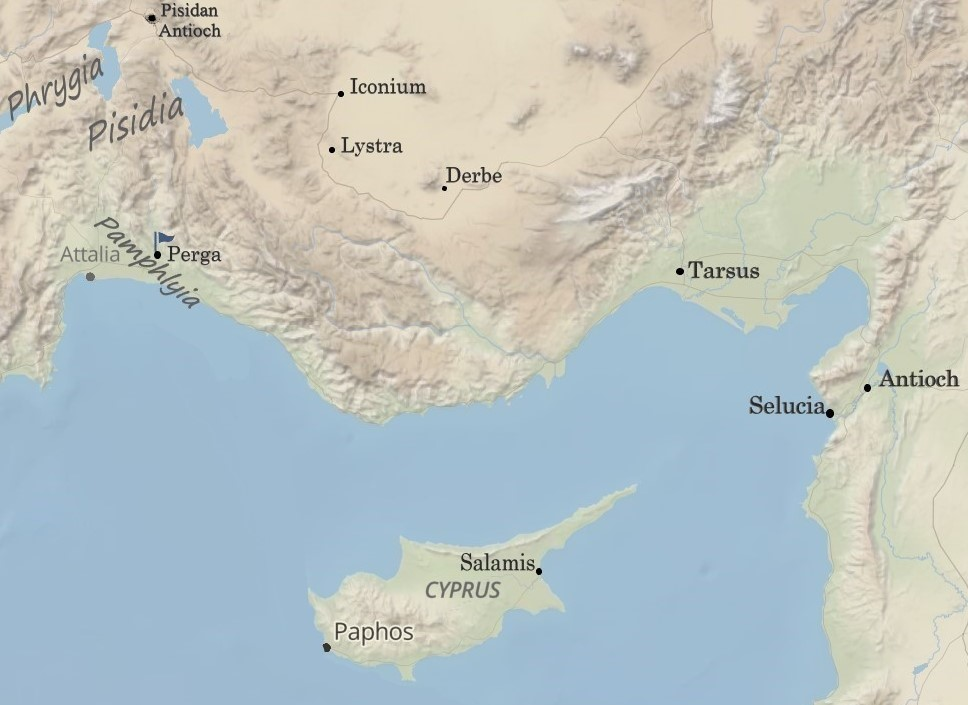 Pisidan
Antioch
Phrygia
Pisidia
Iconium
Lystra
Derbe
Pamphlyia
Attalia
Perga
Tarsus
Antioch
Selucia
Salamis
CYPRUS
Paphos